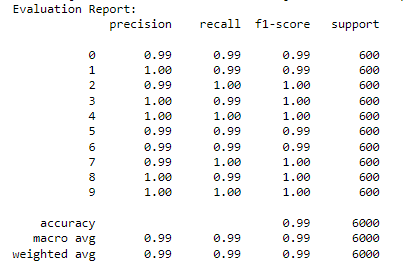 Evaluation Report:
precision recall f1-score support
0 0.99 0.99 0.99 600
1 1.00 0.99 0.99 600
2 0.99 1.00 1.00 600
3 1.00 0.99 1.00 600
4 1.00 1.00 1.00 600
5 0.99 0.99 0.99 600
6 0.99 0.99 0.99 600
7 0.99 1.00 1.00 600
8 1.00 0.99 1.00 600
9 1.00 1.00 1.00 600
accuracy 0.99 6000
macro avg 0.99 0.99 0.99 6000
weighted avg 0.99 0.99 0.99 6000